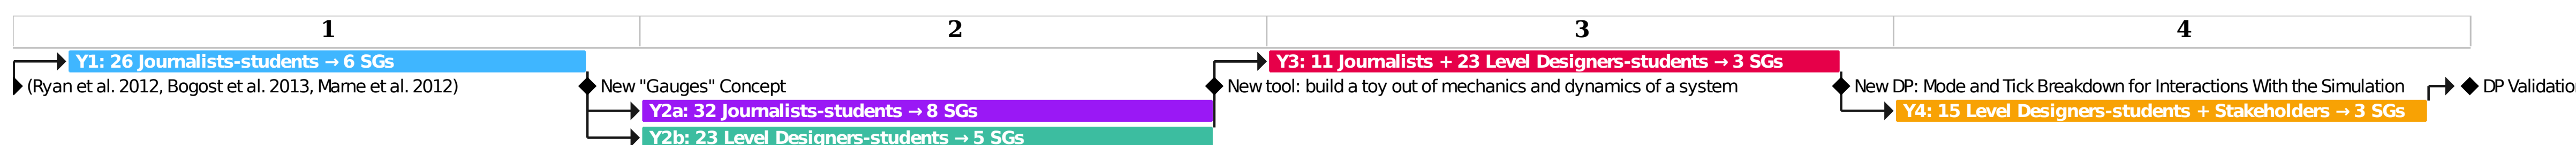 1 2 3 4
Y1: 26 Journalists-students → 6 SGs Y3: 11 Journalists + 23 Level Designers-students → 3 SGs
(Ryan et al. 2012, Bogost et al. 2013, Marne et al. 2012) New "Gauges" Concept New tool: build a toy out of mechanics and dynamics of a system New DP: Mode and Tick Breakdown for Interactions With the Simulation DP Validatio
Y2a: 32 Journalists-students → 8 SGs Y4: 15 Level Designers-students + Stakeholders → 3 SGs
Y2b: 23 Level Designers-students → 5 SGs